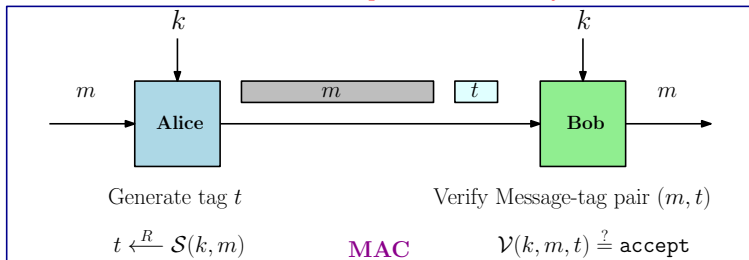 k k
m m t m
Alice Bob
Generate tag t Verify Message-tag pair (m, t)
t ←R− S(k, m) MAC V(k, m, t) ?= accept